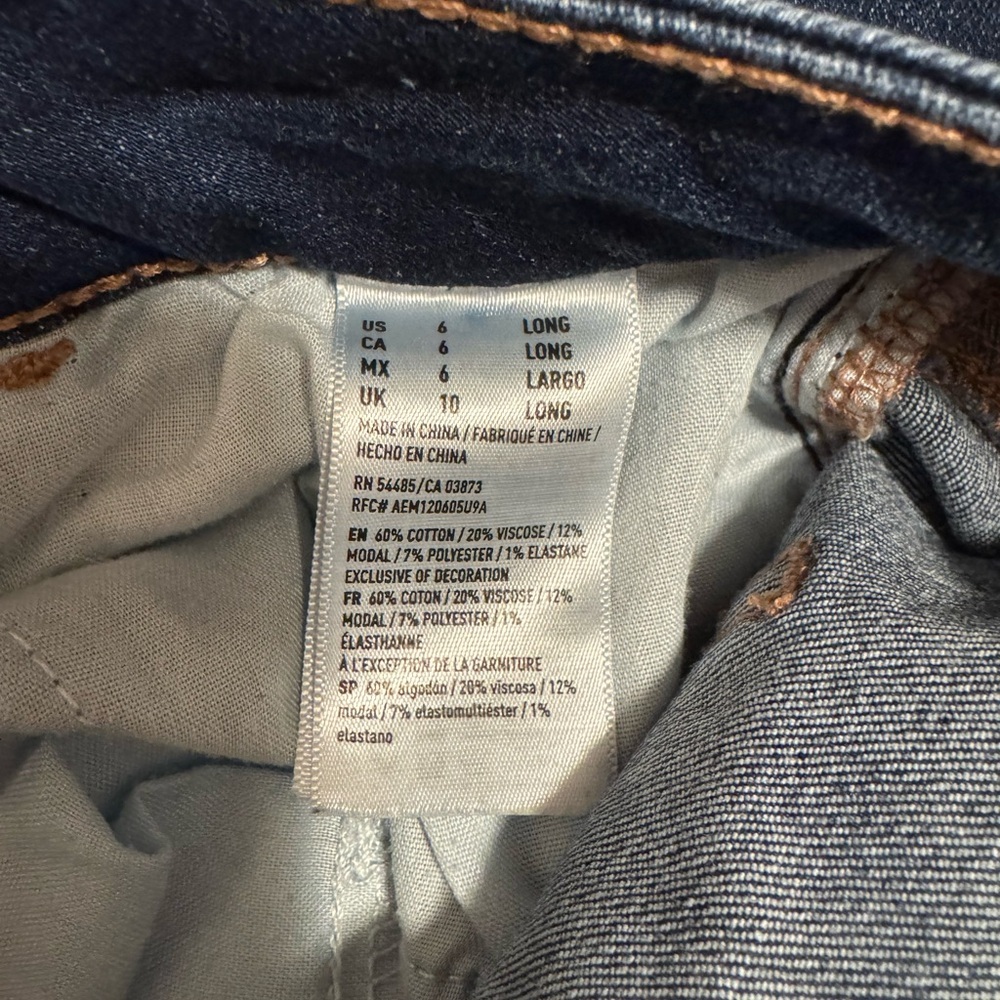 US 6 LONG
CA 6 LONG
MX 6 LARGO
UK 10 LONG
MADE IN CHINA / FABRIQUÉ EN CHINE /
HECHO EN CHINA
RN 54485/CA 03873
RFC# AEM120605U9A
EN 60% COTTON / 20% VISCOSE / 12%
MODAL / 7% POLYESTER / 1% ELASTANE
EXCLUSIVE OF DECORATION
FR 60% COTON / 20% VISCOSE / 12%
MODAL / 7% POLYESTER / 1%
ÉLASTHANNE
À L'EXCEPTION DE LA GARNITURE
SP 60% algodón / 20% viscosa / 12%
modal / 7% elastomultiéster / 1%
elastano